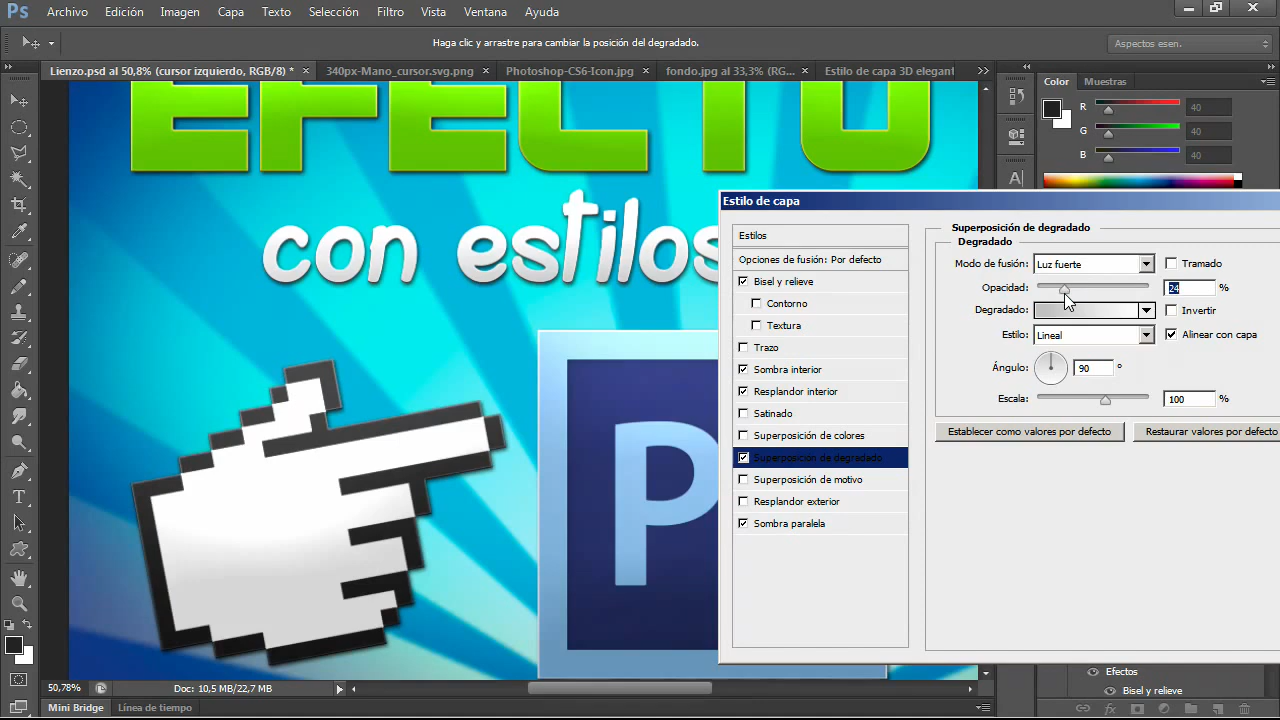 Ps Archivo Edición Imagen Capa Texto Selección Filtro Vista Ventana Ayuda
Haga clic y arrastre para cambiar la posición del degradado.
Aspectos esen.
Lienzo.psd al 50,8% (cursor izquierdo, RGB/8) *
340px-Mano_cursor.svg.png
Photoshop-CS6-Icon.jpg
fondo.jpg al 33,3% (RG...
Estilo de capa 3D elegant
Color Muestras
R 40
G 40
B 40
EFECTO
con estilos
P
Estilo de capa
Estilos
Opciones de fusión: Por defecto
Bisel y relieve
Contorno
Textura
Trazo
Sombra interior
Resplandor interior
Satinado
Superposición de colores
Superposición de degradado
Superposición de motivo
Resplandor exterior
Sombra paralela
Superposición de degradado
Degradado
Modo de fusión: Luz fuerte Tramado
Opacidad: 24 %
Degradado: Invertir
Estilo: Lineal Alinear con capa
Ángulo: 90 °
Escala: 100 %
Establecer como valores por defecto
Restaurar valores por defecto
Efectos
Bisel y relieve
50,78% Doc: 10,5 MB/22,7 MB
Mini Bridge Línea de tiempo